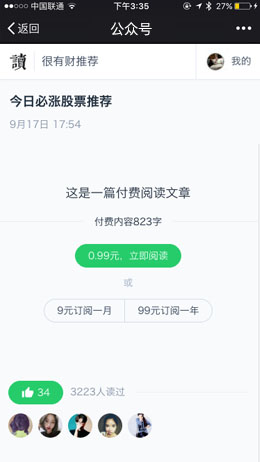 中国联通
下午3:35
27%
返回
公众号
讀
很有财推荐
我的
今日必涨股票推荐
9月17日 17:54
这是一篇付费阅读文章
付费内容823字
0.99元，立即阅读
或
9元订阅一月
99元订阅一年
34
3223人读过